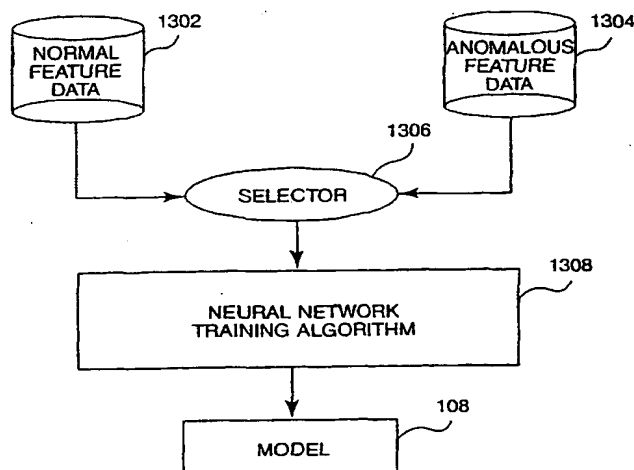 1302
NORMAL
FEATURE
DATA
1304
ANOMALOUS
FEATURE
DATA
1306
SELECTOR
1308
NEURAL NETWORK
TRAINING ALGORITHM
108
MODEL